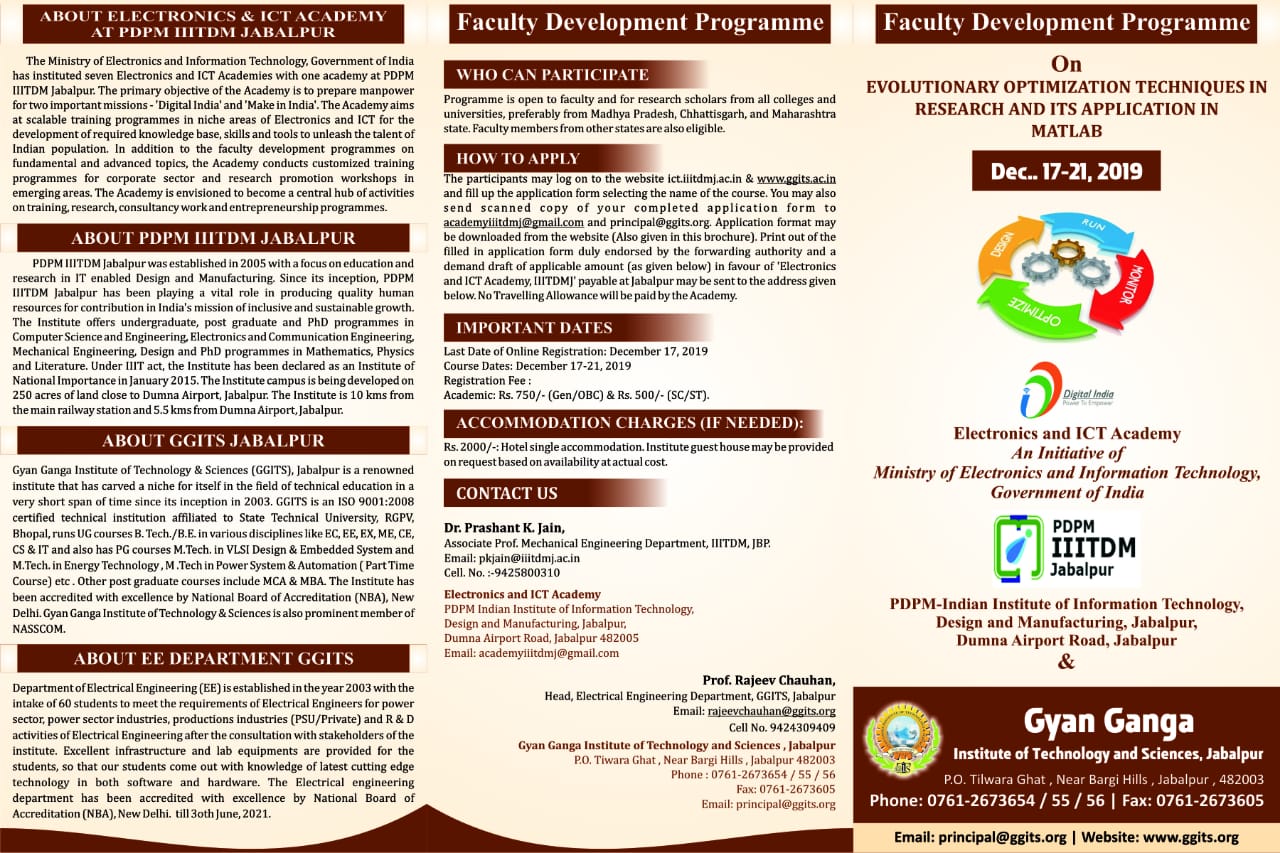 ABOUT ELECTRONICS & ICT ACADEMY
AT PDPM IIITDM JABALPUR
The Ministry of Electronics and Information Technology, Government of India
has instituted seven Electronics and ICT Academies with one academy at PDPM
IIITDM Jabalpur. The primary objective of the Academy is to prepare manpower
for two important missions - 'Digital India' and 'Make in India'. The Academy aims
at scalable training programmes in niche areas of Electronics and ICT for the
development of required knowledge base, skills and tools to unleash the talent of
Indian population. In addition to the faculty development programmes on
fundamental and advanced topics, the Academy conducts customized training
programmes for corporate sector and research promotion workshops in
emerging areas. The Academy is envisioned to become a central hub of activities
on training, research, consultancy work and entrepreneurship programmes.
ABOUT PDPM IIITDM JABALPUR
PDPM IIITDM Jabalpur was established in 2005 with a focus on education and
research in IT enabled Design and Manufacturing. Since its inception, PDPM
IIITDM Jabalpur has been playing a vital role in producing quality human
resources for contribution in India's mission of inclusive and sustainable growth.
The Institute offers undergraduate, post graduate and PhD programmes in
Computer Science and Engineering, Electronics and Communication Engineering,
Mechanical Engineering, Design and PhD programmes in Mathematics, Physics
and Literature. Under IIIT act, the Institute has been declared as an Institute of
National Importance in January 2015. The Institute campus is being developed on
250 acres of land close to Dumna Airport, Jabalpur. The Institute is 10 kms from
the main railway station and 5.5 kms from Dumna Airport, Jabalpur.
ABOUT GGITS JABALPUR
Gyan Ganga Institute of Technology & Sciences (GGITS), Jabalpur is a renowned
institute that has carved a niche for itself in the field of technical education in a
very short span of time since its inception in 2003. GGITS is an ISO 9001:2008
certified technical institution affiliated to State Technical University, RGPV,
Bhopal, runs UG courses B. Tech./B.E. in various disciplines like EC, EE, EX, ME, CE,
CS & IT and also has PG courses M.Tech. in VLSI Design & Embedded System and
M.Tech. in Energy Technology , M .Tech in Power System & Automation ( Part Time
Course) etc . Other post graduate courses include MCA & MBA. The Institute has
been accredited with excellence by National Board of Accreditation (NBA), New
Delhi. Gyan Ganga Institute of Technology & Sciences is also prominent member of
NASSCOM.
ABOUT EE DEPARTMENT GGITS
Department of Electrical Engineering (EE) is established in the year 2003 with the
intake of 60 students to meet the requirements of Electrical Engineers for power
sector, power sector industries, productions industries (PSU/Private) and R & D
activities of Electrical Engineering after the consultation with stakeholders of the
institute. Excellent infrastructure and lab equipments are provided for the
students, so that our students come out with knowledge of latest cutting edge
technology in both software and hardware. The Electrical engineering
department has been accredited with excellence by National Board of
Accreditation (NBA), New Delhi. till 3oth June, 2021.
Faculty Development Programme
WHO CAN PARTICIPATE
Programme is open to faculty and for research scholars from all colleges and
universities, preferably from Madhya Pradesh, Chhattisgarh, and Maharashtra
state. Faculty members from other states are also eligible.
HOW TO APPLY
The participants may log on to the website ict.iiitdmj.ac.in & www.ggits.ac.in
and fill up the application form selecting the name of the course. You may also
send scanned copy of your completed application form to
academyiiitdmj@gmail.com and principal@ggits.org. Application format may
be downloaded from the website (Also given in this brochure). Print out of the
filled in application form duly endorsed by the forwarding authority and a
demand draft of applicable amount (as given below) in favour of 'Electronics
and ICT Academy, IIITDMJ' payable at Jabalpur may be sent to the address given
below. No Travelling Allowance will be paid by the Academy.
IMPORTANT DATES
Last Date of Online Registration: December 17, 2019
Course Dates: December 17-21, 2019
Registration Fee :
Academic: Rs. 750/- (Gen/OBC) & Rs. 500/- (SC/ST).
ACCOMMODATION CHARGES (IF NEEDED):
Rs. 2000/-: Hotel single accommodation. Institute guest house may be provided
on request based on availability at actual cost.
CONTACT US
Dr. Prashant K. Jain,
Associate Prof. Mechanical Engineering Department, IIITDM, JBP.
Email: pkjain@iiitdmj.ac.in
Cell. No. :-9425800310
Electronics and ICT Academy
PDPM Indian Institute of Information Technology,
Design and Manufacturing, Jabalpur,
Dumna Airport Road, Jabalpur 482005
Email: academyiiitdmj@gmail.com
Prof. Rajeev Chauhan,
Head, Electrical Engineering Department, GGITS, Jabalpur
Email: rajeevchauhan@ggits.org
Cell No. 9424309409
Gyan Ganga Institute of Technology and Sciences , Jabalpur
P.O. Tiwara Ghat , Near Bargi Hills , Jabalpur 482003
Phone : 0761-2673654 / 55 / 56
Fax: 0761-2673605
Email: principal@ggits.org
Faculty Development Programme
On
EVOLUTIONARY OPTIMIZATION TECHNIQUES IN
RESEARCH AND ITS APPLICATION IN
MATLAB
Dec.. 17-21, 2019
DESIGN
RUN
MONITOR
OPTIMIZE
Digital India
Power To Empower
Electronics and ICT Academy
An Initiative of
Ministry of Electronics and Information Technology,
Government of India
PDPM
IIITDM
Jabalpur
PDPM-Indian Institute of Information Technology,
Design and Manufacturing, Jabalpur,
Dumna Airport Road, Jabalpur
&
Gyan Ganga
Institute of Technology and Sciences, Jabalpur
P.O. Tilwara Ghat , Near Bargi Hills , Jabalpur , 482003
Phone: 0761-2673654 / 55 / 56 | Fax: 0761-2673605
Email: principal@ggits.org | Website: www.ggits.org